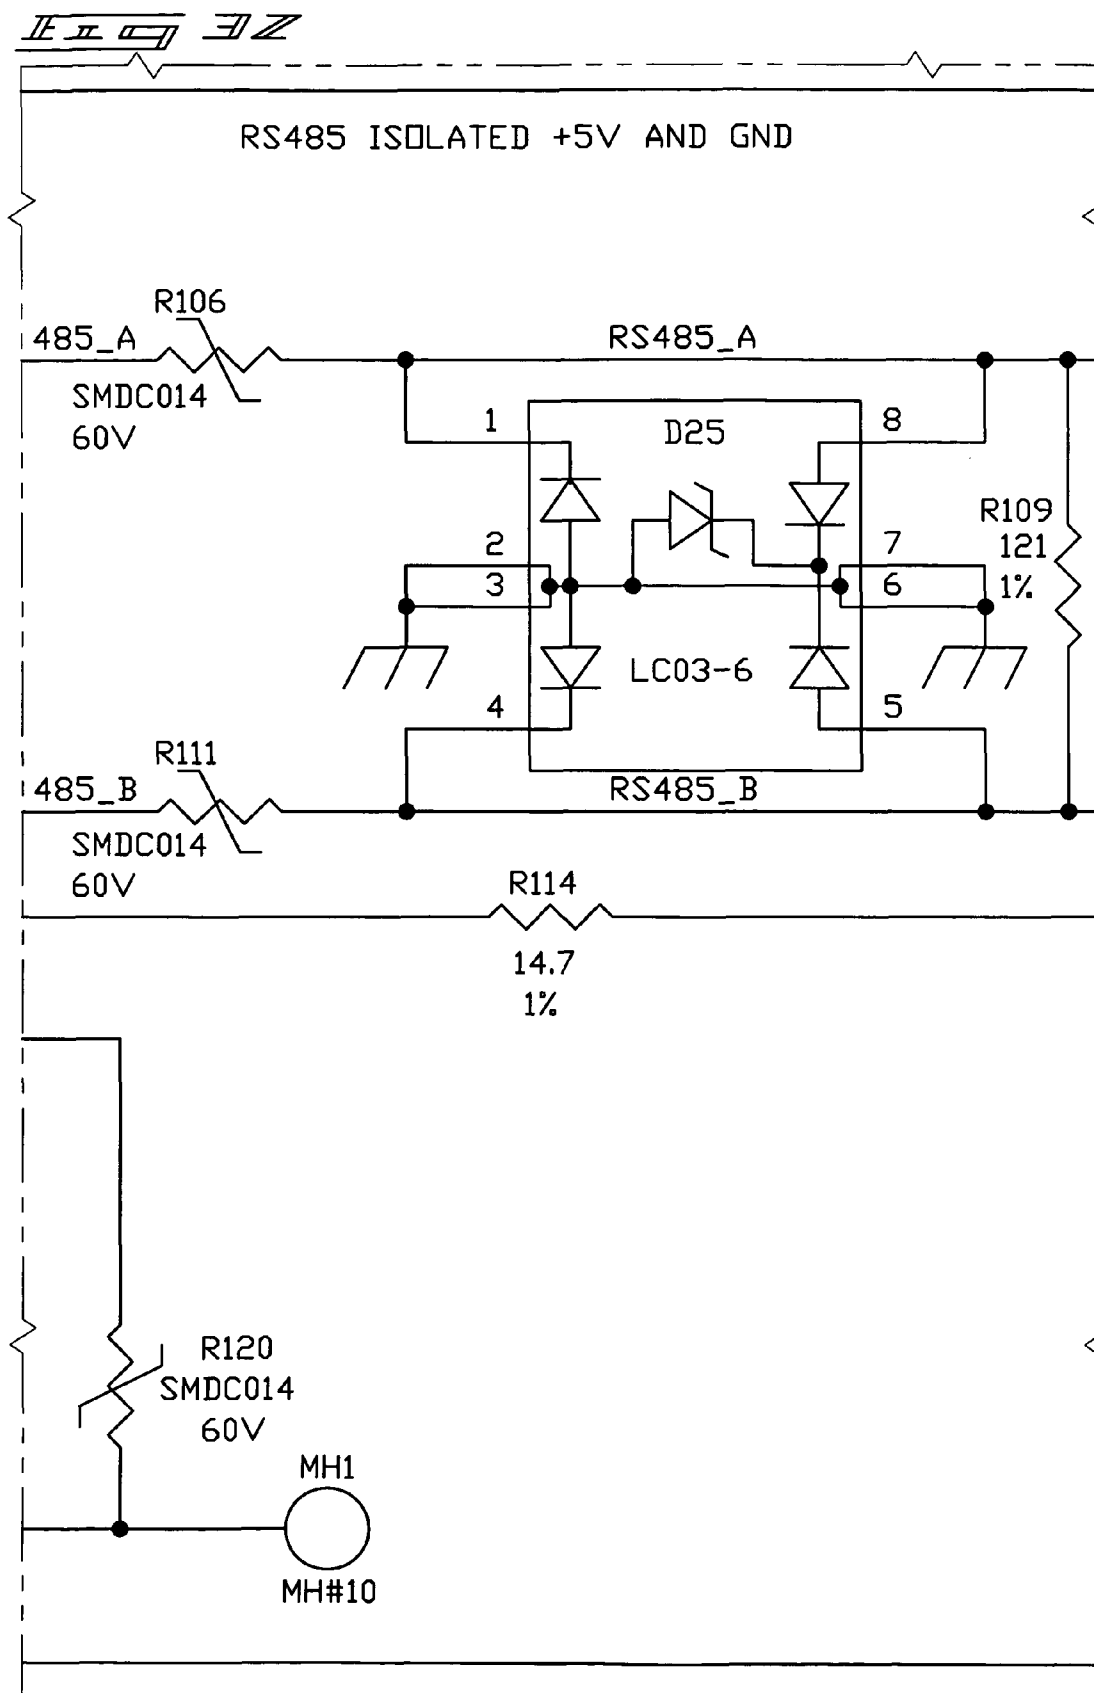 Fig 3Z
RS485 ISOLATED +5V AND GND
R106
485_A
RS485_A
SMDC014
60V
1
D25
8
R109
121
1%
2
7
3
6
LC03-6
4
5
R111
485_B
RS485_B
SMDC014
60V
R114
14.7
1%
R120
SMDC014
60V
MH1
MH#10